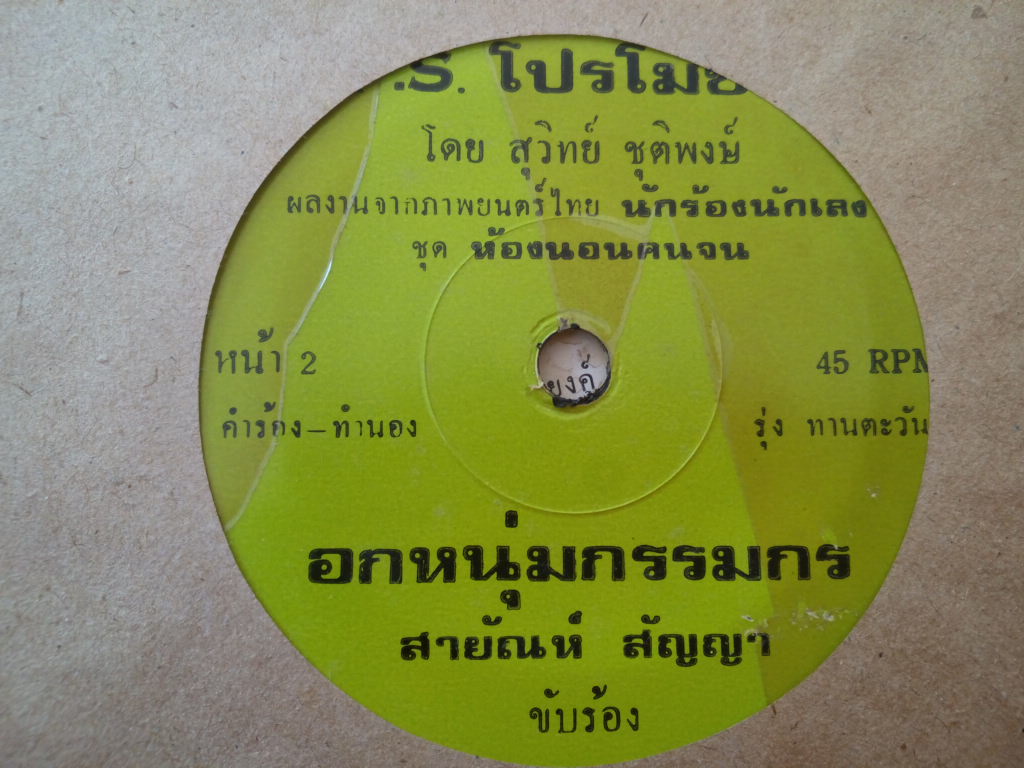 .S. โปรโมช
โดย สุวิทย์ ชุติพงษ์
ผลงานจากภาพยนตร์ไทย นักร้องนักเลง
ชุด ห้องนอนคนจน
หน้า 2
45 RPM
ยงค์
คำร้อง–ทำนอง
รุ่ง ทานตะวัน
อกหนุ่มกรรมกร
สายัณห์ สัญญา
ขับร้อง